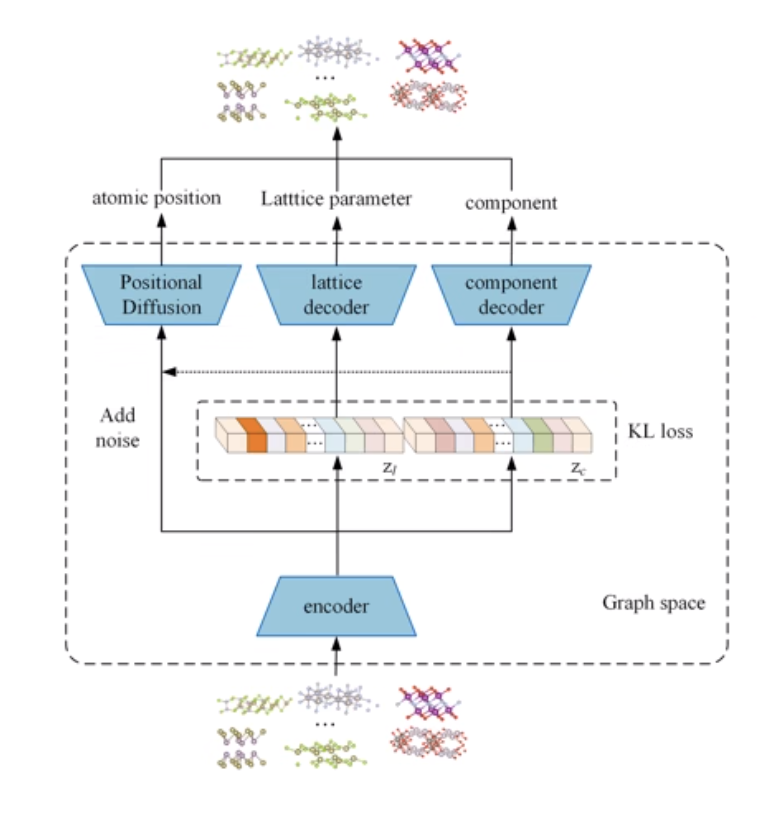 ...
atomic position
Latttice parameter
component
Positional
Diffusion
lattice
decoder
component
decoder
Add
noise
...
...
...
...
KL loss
z_l
z_c
encoder
Graph space
...